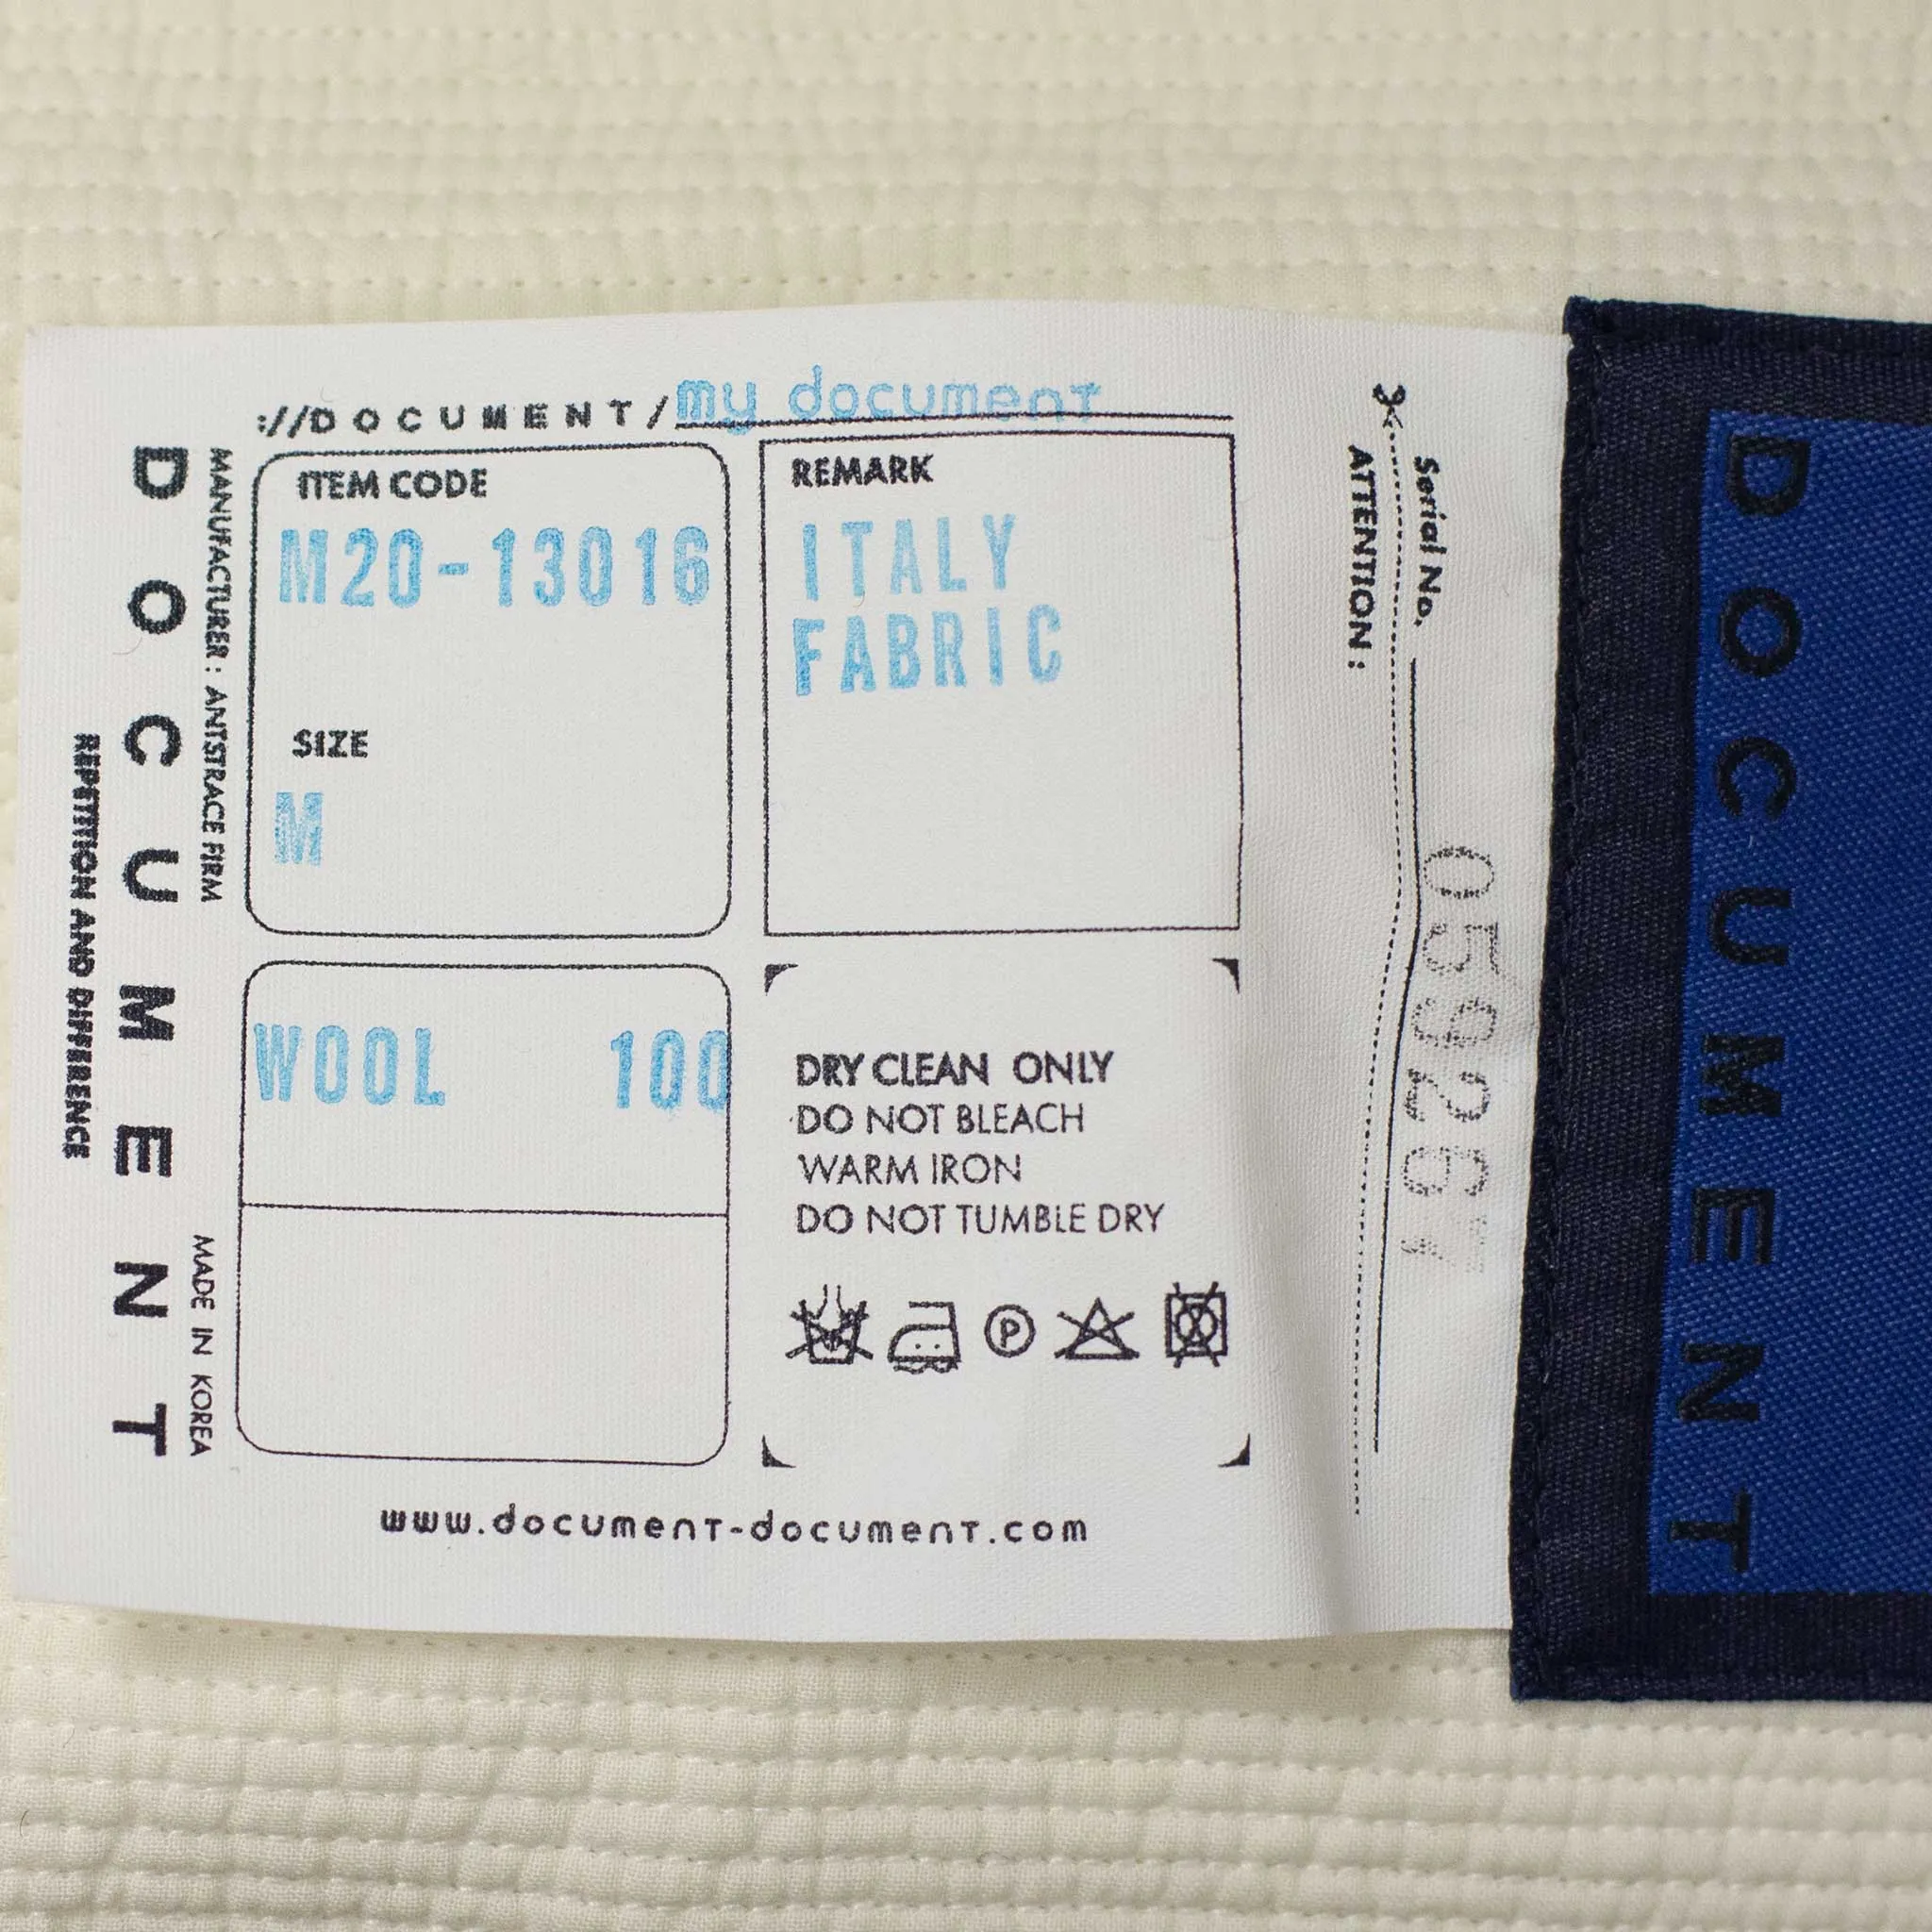 ://DOCUMENT/my document
ITEM CODE
M20-13016
SIZE
M
REMARK
ITALY
FABRIC
WOOL 100
DRY CLEAN ONLY
DO NOT BLEACH
WARM IRON
DO NOT TUMBLE DRY
P
www.document-document.com
MANUFACTURER : ANTSTRACE FIRM
MADE IN KOREA
DOCUMENT
REPETITION AND DIFFERENCE
ATTENTION :
Serial No.
DOCUMENT